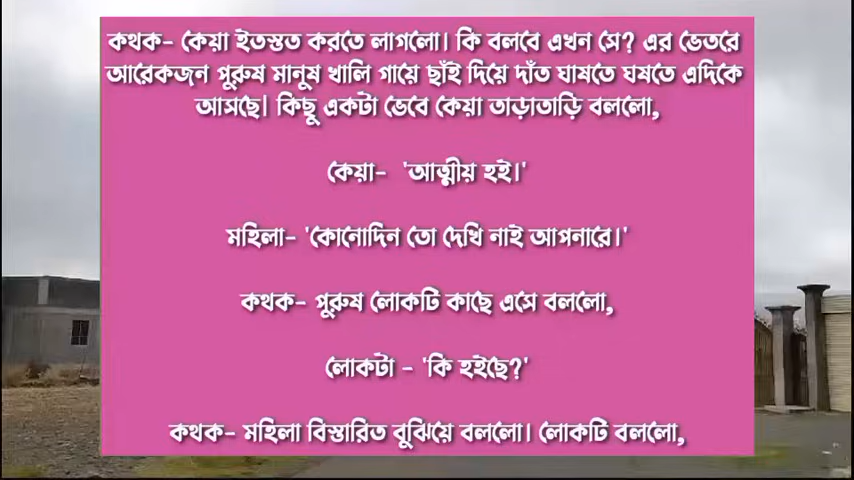 কথক- কেয়া ইতস্তত করতে লাগলো। কি বলবে এখন সে? এর ভেতরে
আরেকজন পুরুষ মানুষ খালি গায়ে ছাঁই দিয়ে দাঁত ঘাষতে ঘষতে এদিকে
আসছে। কিছু একটা ভেবে কেয়া তাড়াতাড়ি বললো,
কেয়া- 'আত্মীয় হই।'
মহিলা- 'কোনোদিন তো দেখি নাই আপনারে।'
কথক- পুরুষ লোকটি কাছে এসে বললো,
লোকটা - 'কি হইছে?'
কথক- মহিলা বিস্তারিত বুঝিয়ে বললো। লোকটি বললো,